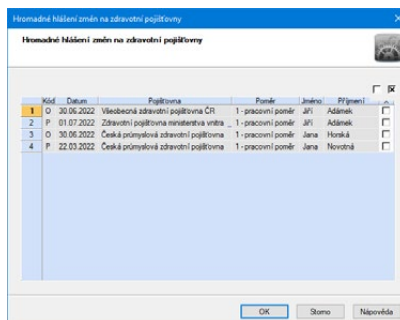 Hromadné hlášení změn na zdravotní pojišťovny
Hromadné hlášení změn na zdravotní pojišťovny
Kód Datum Pojišťovna Poměr Jméno Příjmení
1 O 30.06.2022 Všeobecná zdravotní pojišťovna ČR 1 - pracovní poměr Jiří Adámek
2 P 01.07.2022 Zdravotní pojišťovna ministerstva vnitra _ 1 - pracovní poměr Jiří Adámek
3 O 30.06.2022 Česká průmyslová zdravotní pojišťovna 1 - pracovní poměr Jana Horská
4 P 22.03.2022 Česká průmyslová zdravotní pojišťovna 1 - pracovní poměr Jana Novotná
OK Storno Nápověda